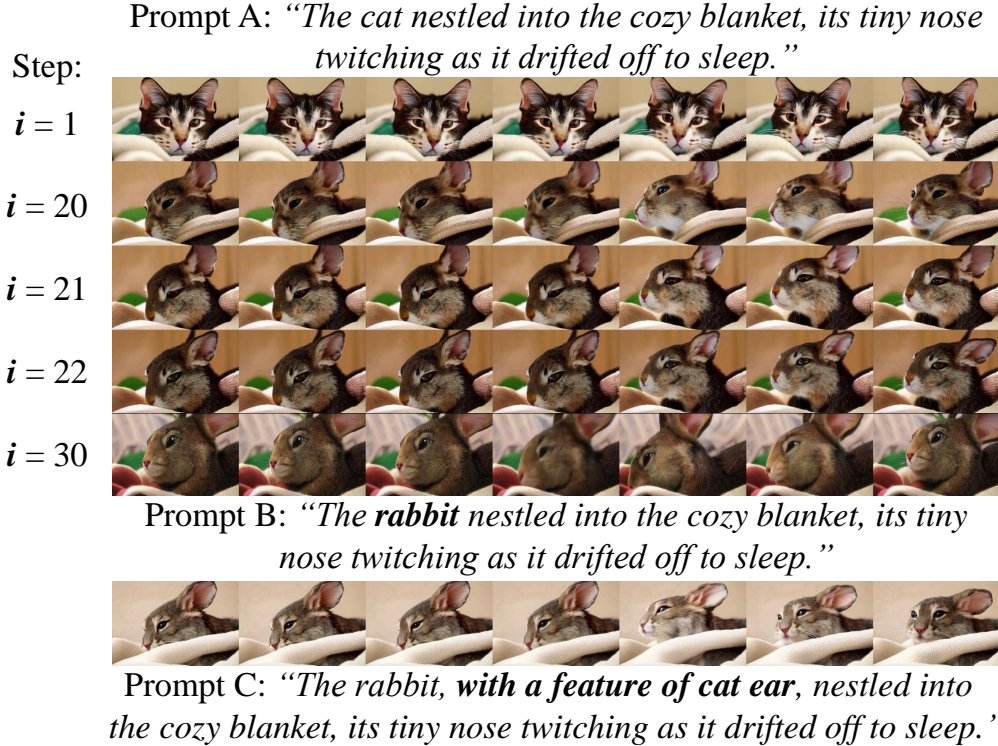 Prompt A: “The cat nestled into the cozy blanket, its tiny nose
twitching as it drifted off to sleep.”
Step:
i = 1
i = 20
i = 21
i = 22
i = 30
Prompt B: “The rabbit nestled into the cozy blanket, its tiny
nose twitching as it drifted off to sleep.”
Prompt C: “The rabbit, with a feature of cat ear, nestled into
the cozy blanket, its tiny nose twitching as it drifted off to sleep.’